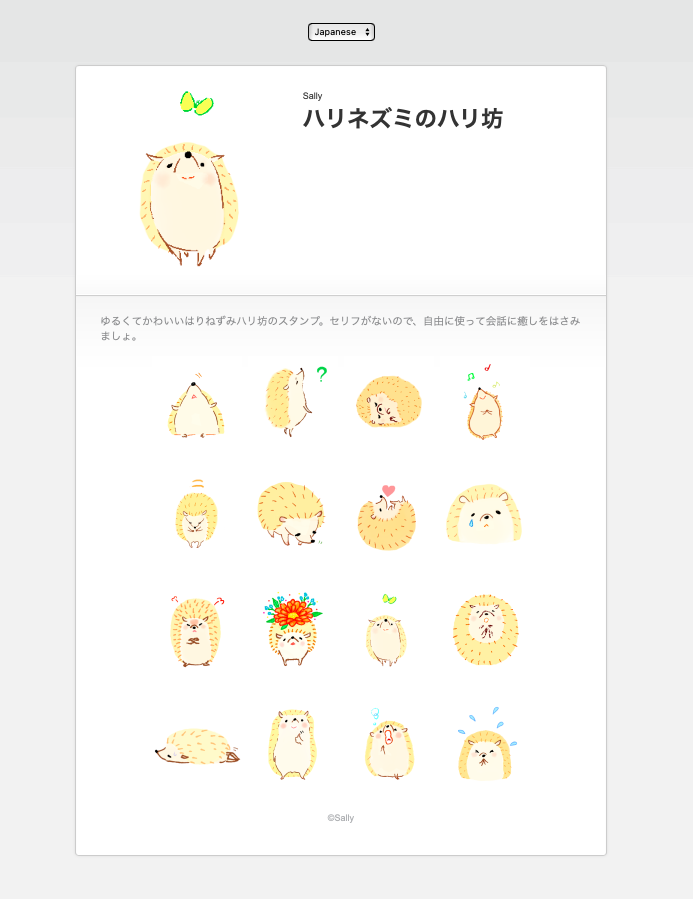 Japanese
Sally
ハリネズミのハリ坊
ゆるくてかわいいはりねずみハリ坊のスタンプ。セリフがないので、自由に使って会話に癒しをはさみ
ましょ。
?
©Sally